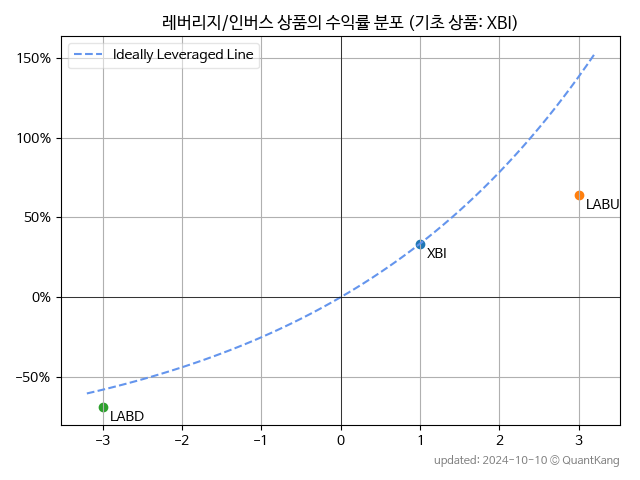 레버리지/인버스 상품의 수익률 분포 (기초 상품: XBI)
Ideally Leveraged Line
150%
100%
50%
0%
−50%
LABU
XBI
LABD
−3 −2 −1 0 1 2 3
updated: 2024-10-10 © QuantKang